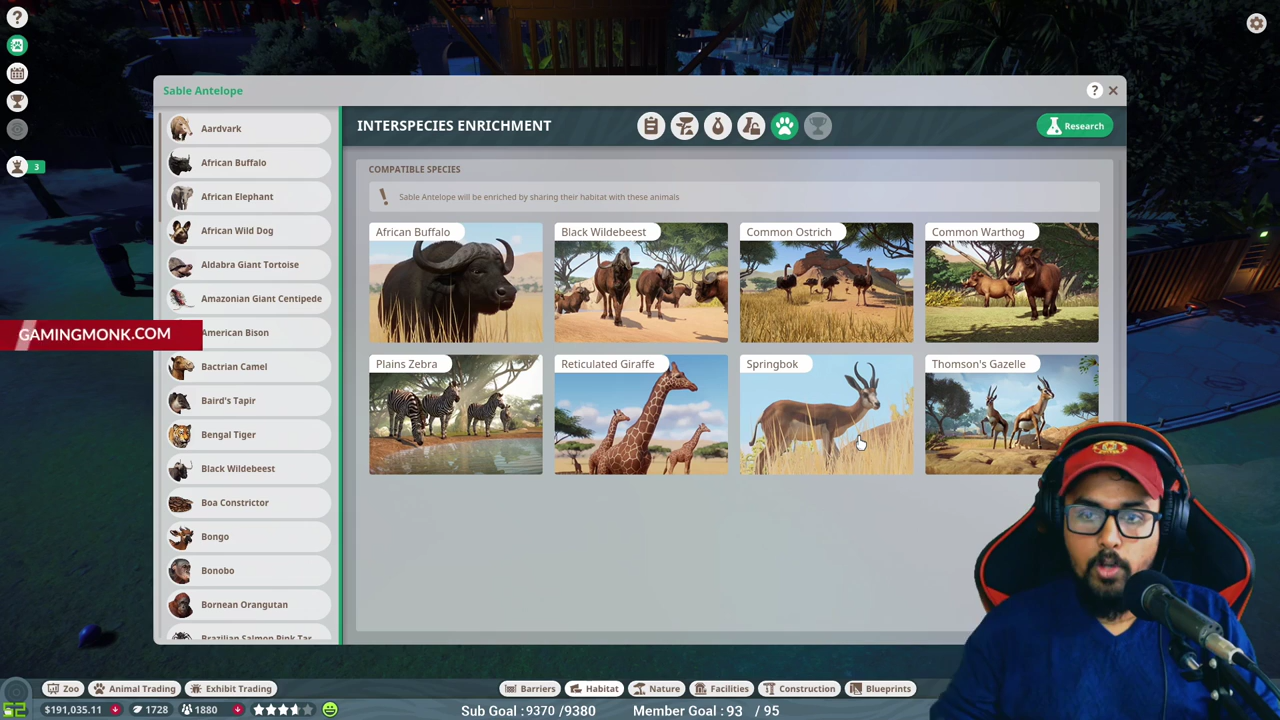 Sable Antelope
?
INTERSPECIES ENRICHMENT
Research
Aardvark
African Buffalo
African Elephant
African Wild Dog
Aldabra Giant Tortoise
Amazonian Giant Centipede
American Bison
Bactrian Camel
Baird's Tapir
Bengal Tiger
Black Wildebeest
Boa Constrictor
Bongo
Bonobo
Bornean Orangutan
Brazilian Salmon Pink Tar
COMPATIBLE SPECIES
Sable Antelope will be enriched by sharing their habitat with these animals
African Buffalo
Black Wildebeest
Common Ostrich
Common Warthog
Plains Zebra
Reticulated Giraffe
Springbok
Thomson's Gazelle
?
3
GAMINGMONK.COM
Zoo
Animal Trading
Exhibit Trading
Barriers
Habitat
Nature
Facilities
Construction
Blueprints
$191,035.11
1728
1880
Sub Goal : 9370 /9380
Member Goal : 93 / 95